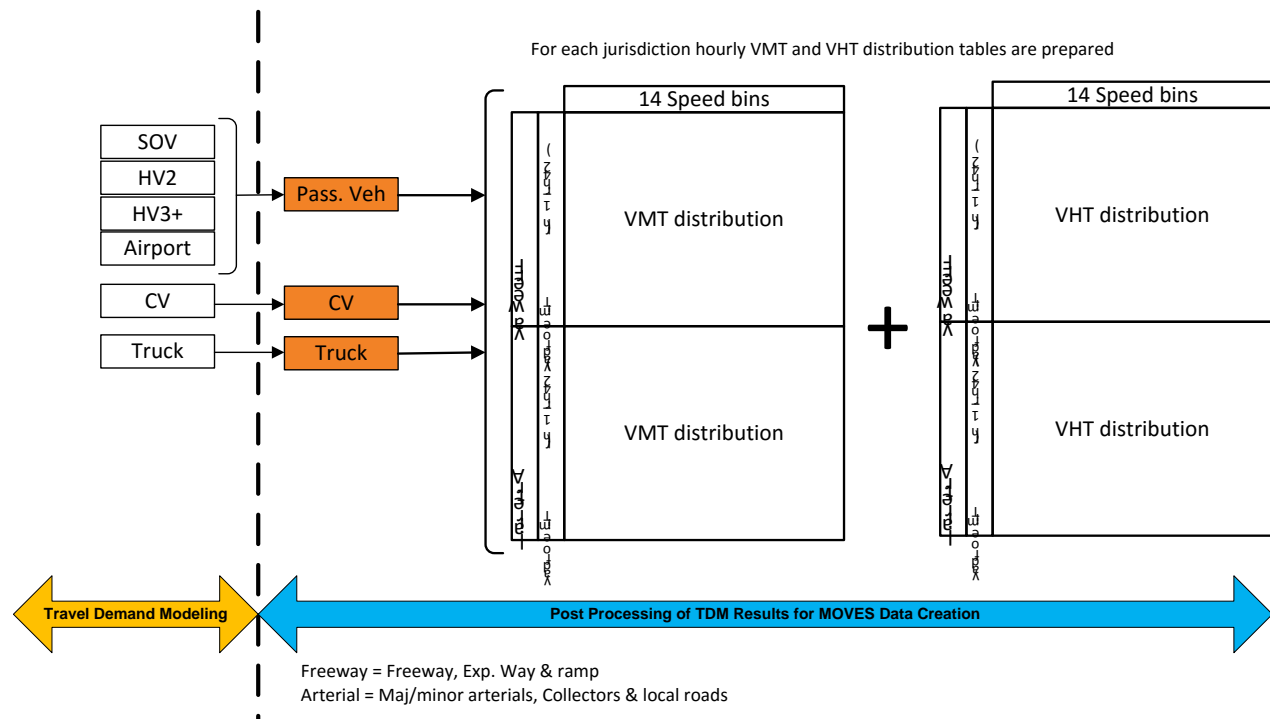 For each jurisdiction hourly VMT and VHT distribution tables are prepared
14 Speed bins
14 Speed bins
SOV
HV2
HV3+
Airport
CV
Truck
Pass. Veh
CV
Truck
VMT distribution
VHT distribution
VMT distribution
VHT distribution
+
Travel Demand Modeling
Post Processing of TDM Results for MOVES Data Creation
Freeway = Freeway, Exp. Way & ramp
Arterial = Maj/minor arterials, Collectors & local roads